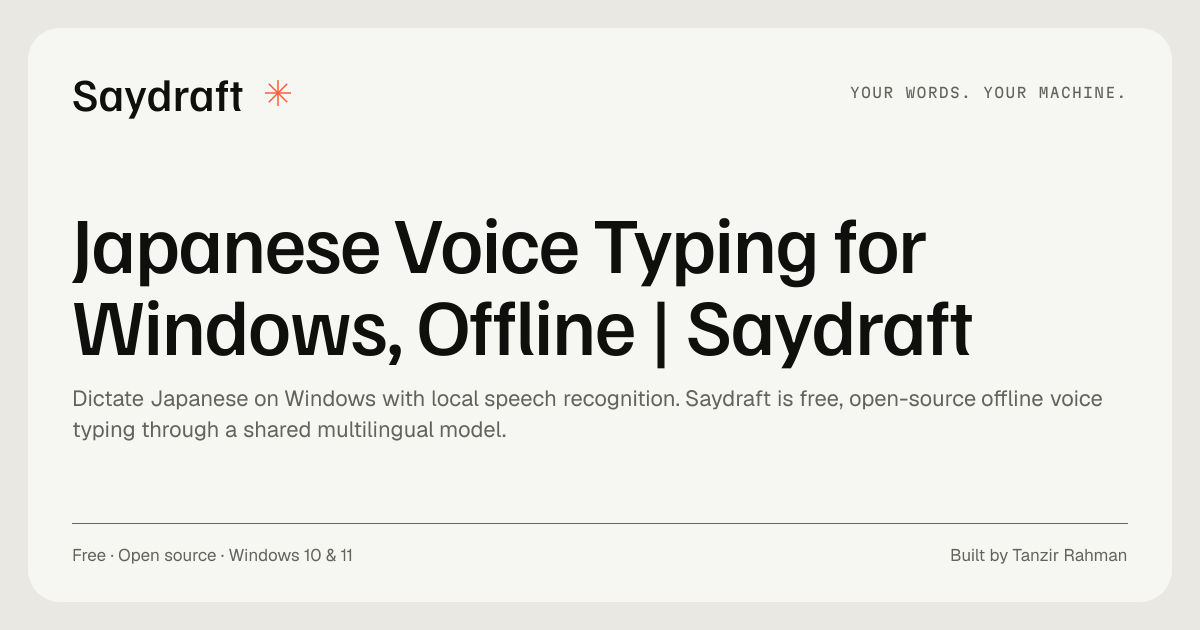 Saydraft
YOUR WORDS. YOUR MACHINE.
Japanese Voice Typing for
Windows, Offline | Saydraft
Dictate Japanese on Windows with local speech recognition. Saydraft is free, open-source offline voice
typing through a shared multilingual model.
Free · Open source · Windows 10 & 11
Built by Tanzir Rahman